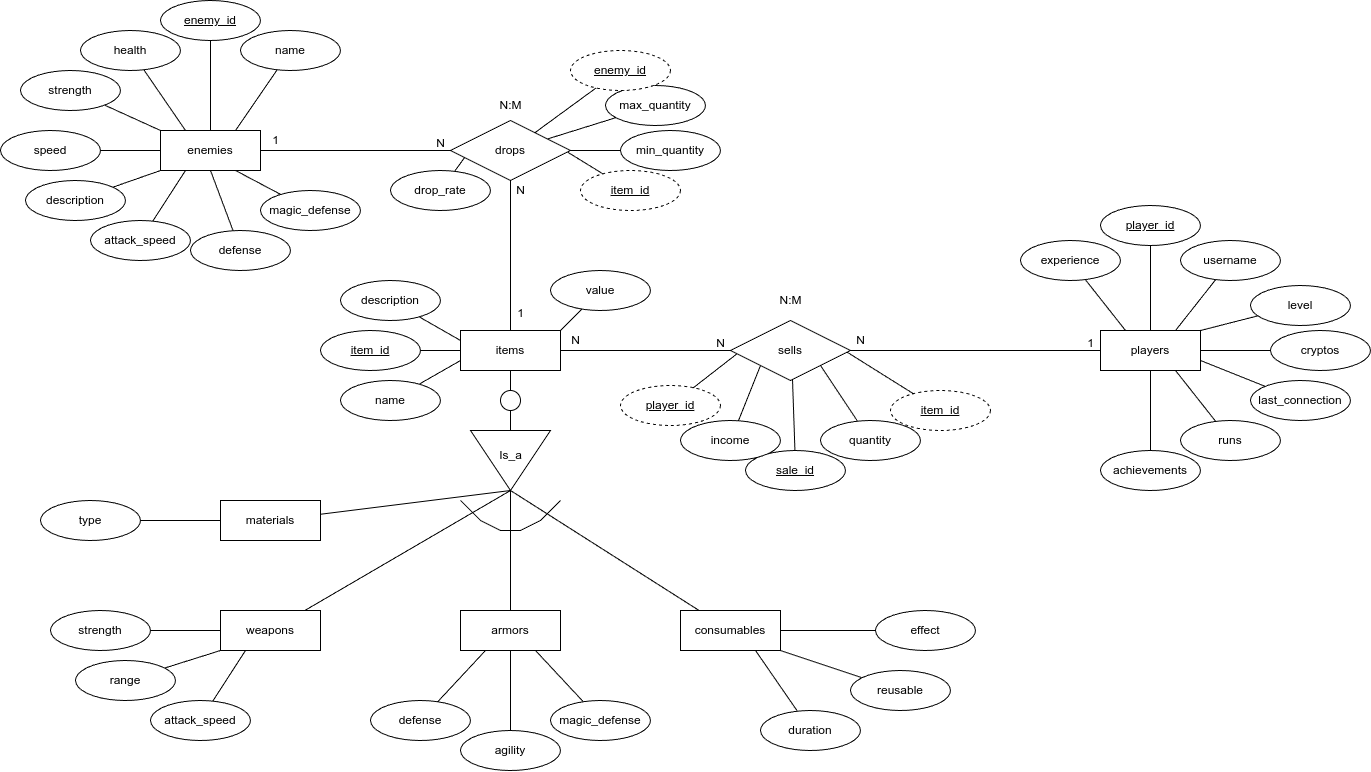 enemy_id
health
name
strength
enemies
speed
description
attack_speed
defense
magic_defense
1
N
N:M
drops
N
drop_rate
enemy_id
max_quantity
min_quantity
item_id
1
description
value
item_id
items
name
N
N
N:M
sells
N
1
player_id
income
sale_id
quantity
item_id
player_id
experience
username
level
players
cryptos
last_connection
runs
achievements
Is_a
type
materials
strength
weapons
range
attack_speed
armors
defense
agility
magic_defense
consumables
effect
reusable
duration